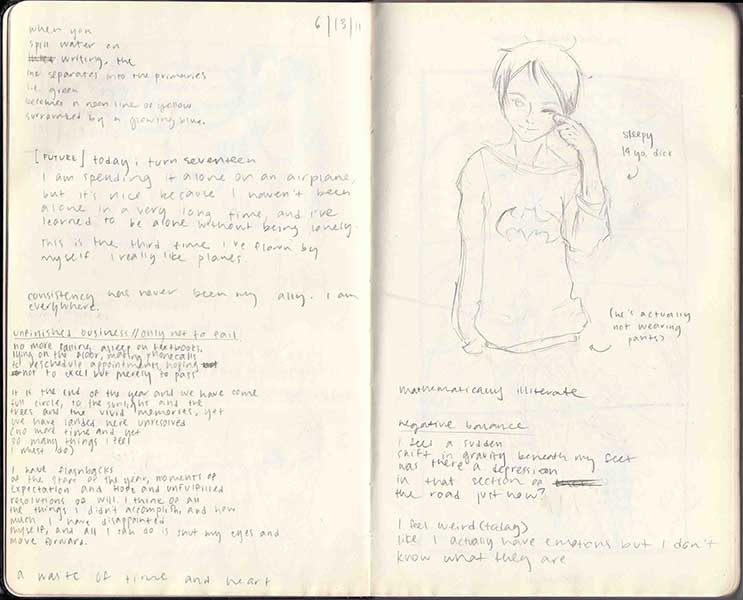 6/13/11
when you
spill water on
writing, the
ink separates into the primaries
i.e. green
becomes a neon line of yellow
surrounded by a glowing blue.
[FUTURE] today i turn seventeen
I am spending it alone on an airplane,
but it's nice because I haven't been
alone in a very long time, and i've
learned to be alone without being lonely.
This is the third time I've flown by
myself. I really like planes.
consistency has never been my ally. I am
everywhere.
unfinished business//only not to fail
no more falling asleep on textbooks,
lying on the floor, making phonecalls
to reschedule appointments, hoping
not to excel but merely to pass
it is the end of the year and we have come
full circle, to the sunlight and the
trees and the vivid memories, yet
we have landed here unresolved
(no more time and yet
so many things I feel
I must do)
I have flashbacks
of the start of the year, moments of
expectation and hope and unfulfilled
resolutions of will. I think of all
the things I didn't accomplish, and how
much I have disappointed
myself, and all I can do is shut my eyes and
move forward.
a waste of time and heart
sleepy
14 yo. dick
(he's actually
not wearing
pants)
mathematically illiterate
negative balance
I feel a sudden
shift in gravity beneath my feet
was there a depression
in that section of
the road just now?
I feel weird (today)
like I actually have emotions but I don't
know what they are